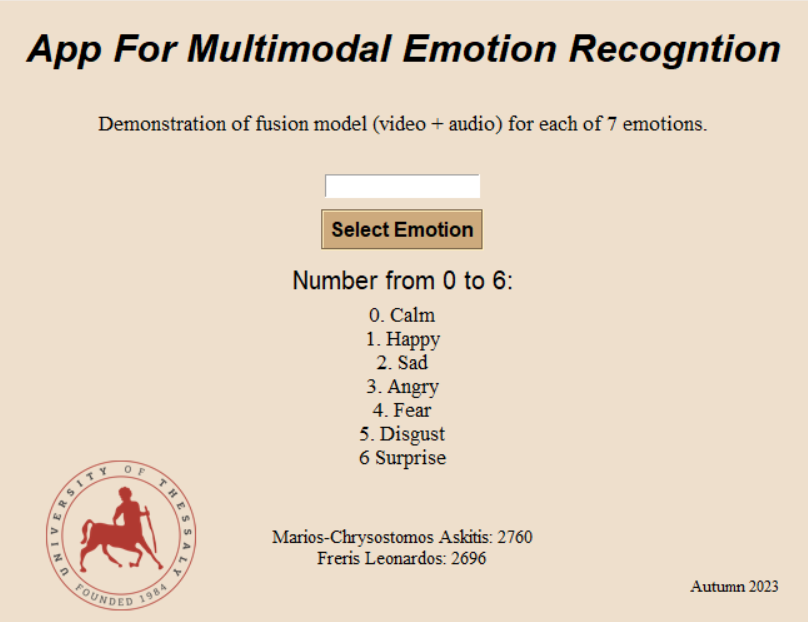 App For Multimodal Emotion Recogntion
Demonstration of fusion model (video + audio) for each of 7 emotions.
Select Emotion
Number from 0 to 6:
0. Calm
1. Happy
2. Sad
3. Angry
4. Fear
5. Disgust
6 Surprise
UNIVERSITY OF THESSALY
FOUNDED 1984
Marios-Chrysostomos Askitis: 2760
Freris Leonardos: 2696
Autumn 2023